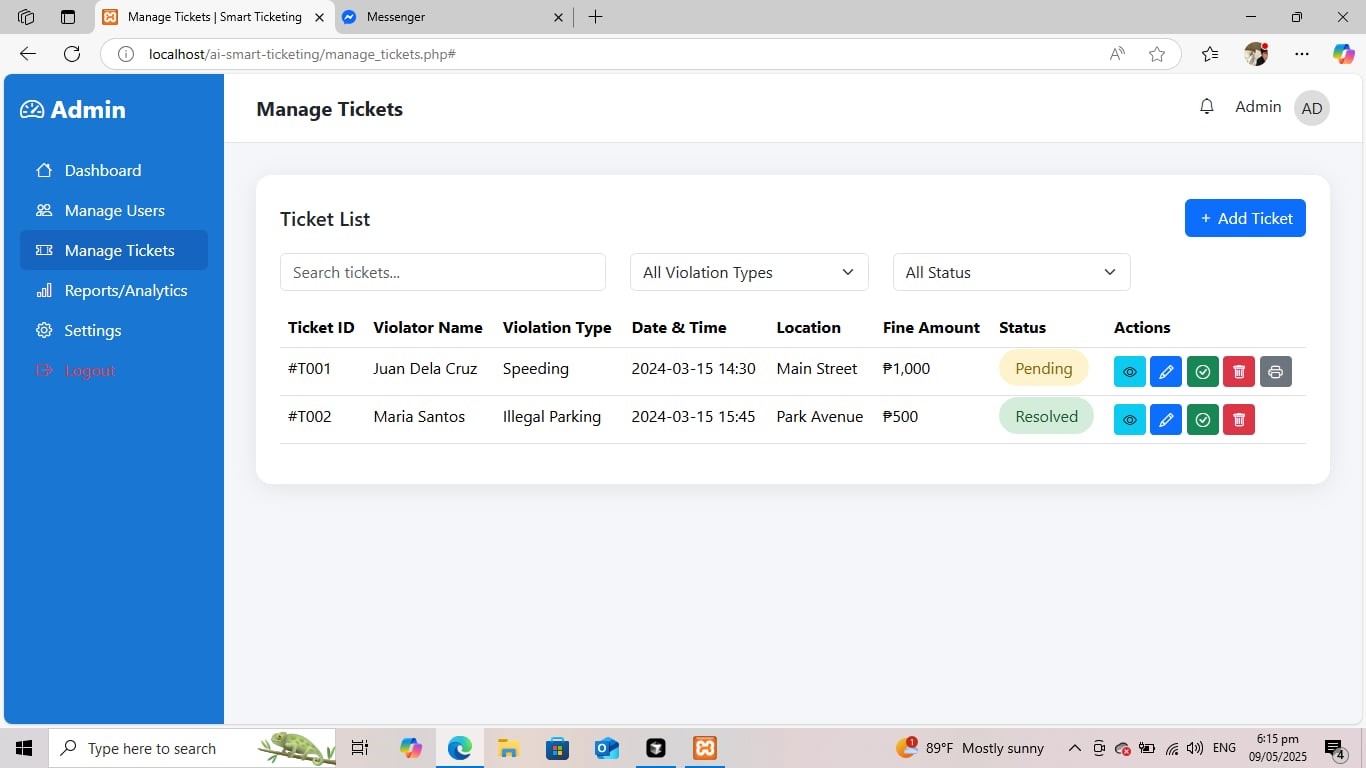 Manage Tickets | Smart Ticketing
Messenger
localhost/ai-smart-ticketing/manage_tickets.php#
Admin
Manage Tickets
Admin
AD
Dashboard
Manage Users
Manage Tickets
Reports/Analytics
Settings
Logout
Ticket List
+ Add Ticket
Search tickets...
All Violation Types
All Status
Ticket ID Violator Name Violation Type Date & Time Location Fine Amount Status Actions
#T001 Juan Dela Cruz Speeding 2024-03-15 14:30 Main Street ₱1,000 Pending
#T002 Maria Santos Illegal Parking 2024-03-15 15:45 Park Avenue ₱500 Resolved
Type here to search
1
89°F Mostly sunny
ENG
6:15 pm
09/05/2025
4